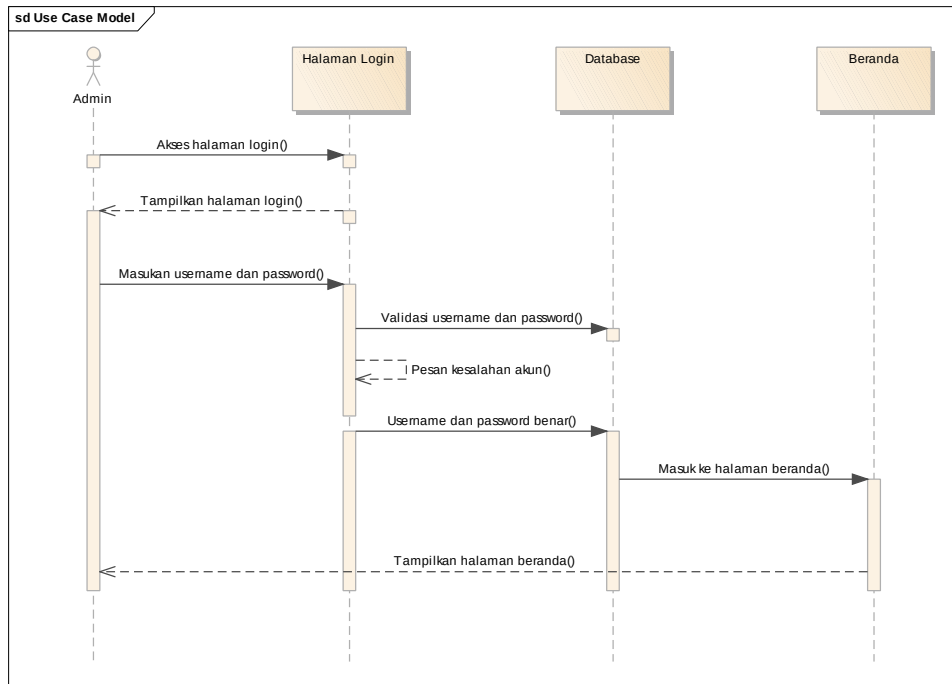 sd Use Case Model
Admin
Halaman Login
Database
Beranda
Akses halaman login()
Tampilkan halaman login()
Masukan username dan password()
Validasi username dan password()
Pesan kesalahan akun()
Username dan password benar()
Masuk ke halaman beranda()
Tampilkan halaman beranda()